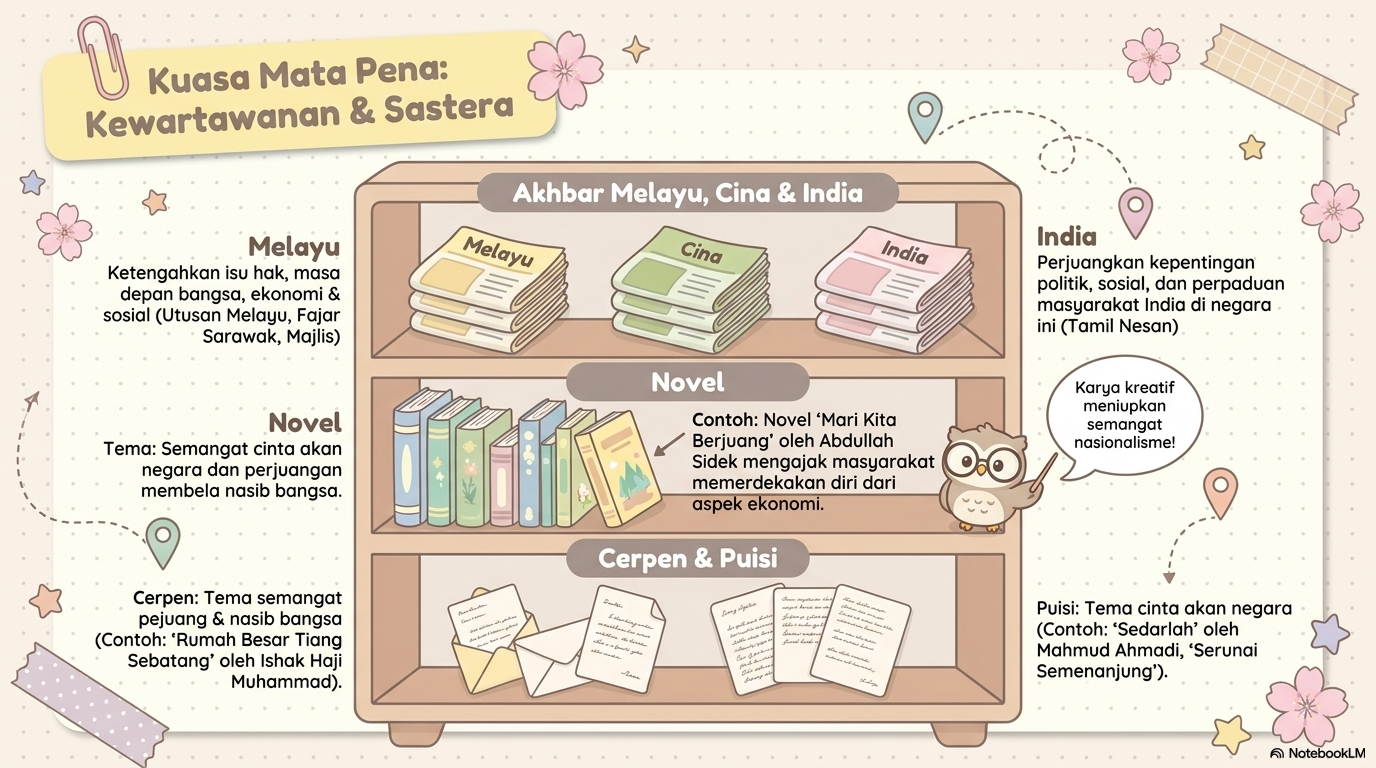 Kuasa Mata Pena:
Kewartawanan & Sastera
Akhbar Melayu, Cina & India
Melayu
Cina
India
Melayu
Ketengahkan isu hak, masa
depan bangsa, ekonomi &
sosial (Utusan Melayu, Fajar
Sarawak, Majlis)
India
Perjuangkan kepentingan
politik, sosial, dan perpaduan
masyarakat India di negara
ini (Tamil Nesan)
Novel
Novel
Tema: Semangat cinta akan
negara dan perjuangan
membela nasib bangsa.
Contoh: Novel ‘Mari Kita
Berjuang’ oleh Abdullah
Sidek mengajak masyarakat
memerdekakan diri dari
aspek ekonomi.
Karya kreatif
meniupkan
semangat
nasionalisme!
Cerpen & Puisi
Cerpen: Tema semangat
pejuang & nasib bangsa
(Contoh: ‘Rumah Besar Tiang
Sebatang’ oleh Ishak Haji
Muhammad).
Puisi: Tema cinta akan negara
(Contoh: ‘Sedarlah’ oleh
Mahmud Ahmadi, ‘Serunai
Semenanjung’).
NotebookLM